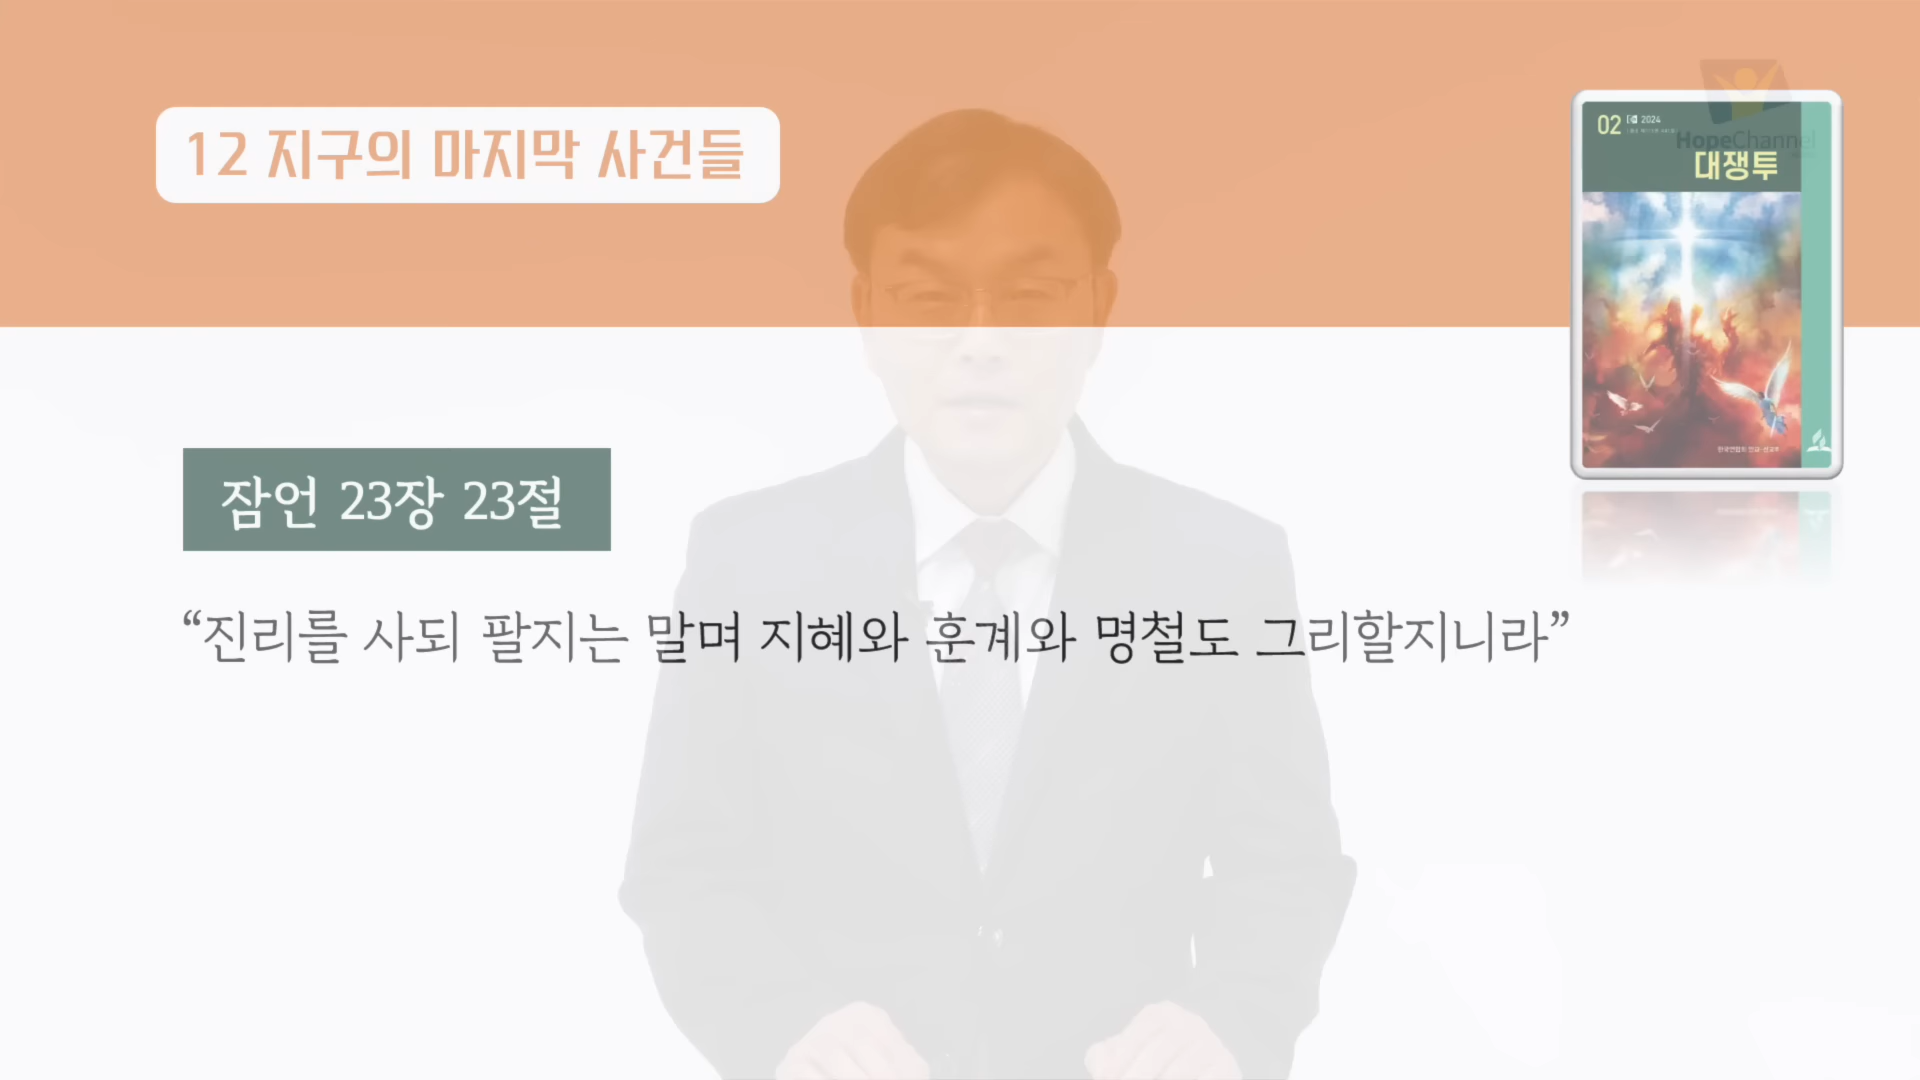 12 지구의 마지막 사건들
02 2024
HopeChannel
대쟁투
잠언 23장 23절
“진리를 사되 팔지는 말며 지혜와 훈계와 명철도 그리할지니라”